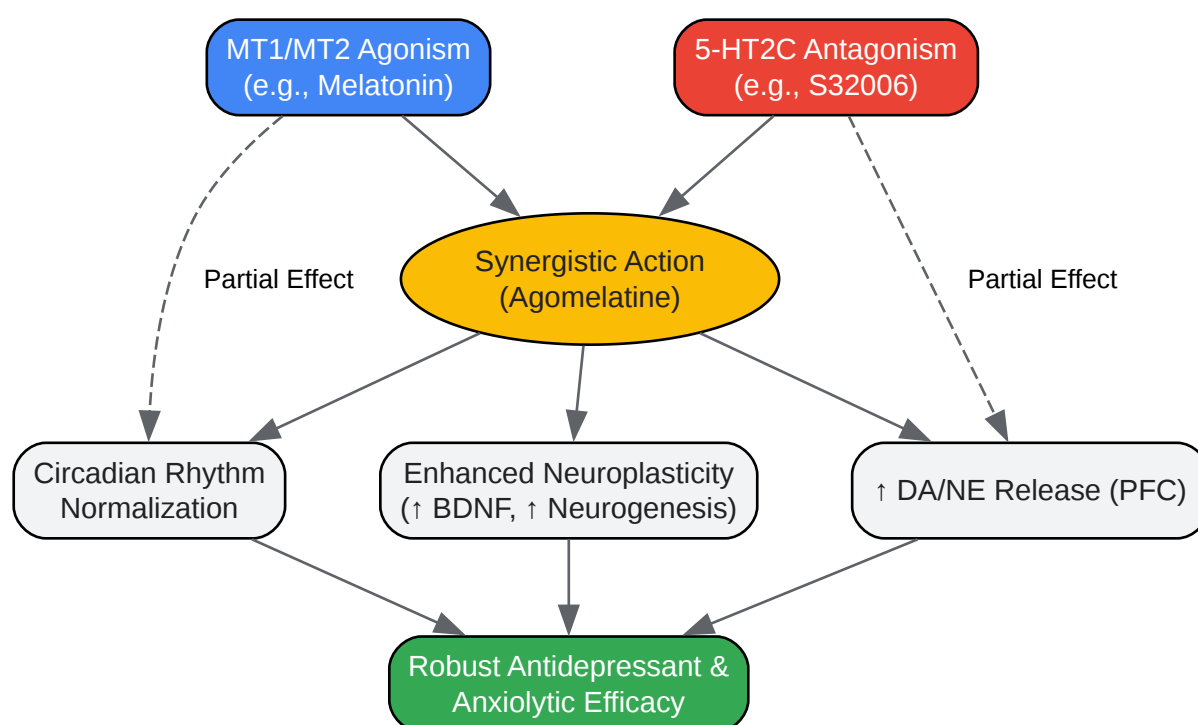 MT1/MT2 Agonism
(e.g., Melatonin)
5-HT2C Antagonism
(e.g., S32006)
Partial Effect
Synergistic Action
(Agomelatine)
Partial Effect
Circadian Rhythm
Normalization
Enhanced Neuroplasticity
(↑ BDNF, ↑ Neurogenesis)
↑ DA/NE Release (PFC)
Robust Antidepressant &
Anxiolytic Efficacy